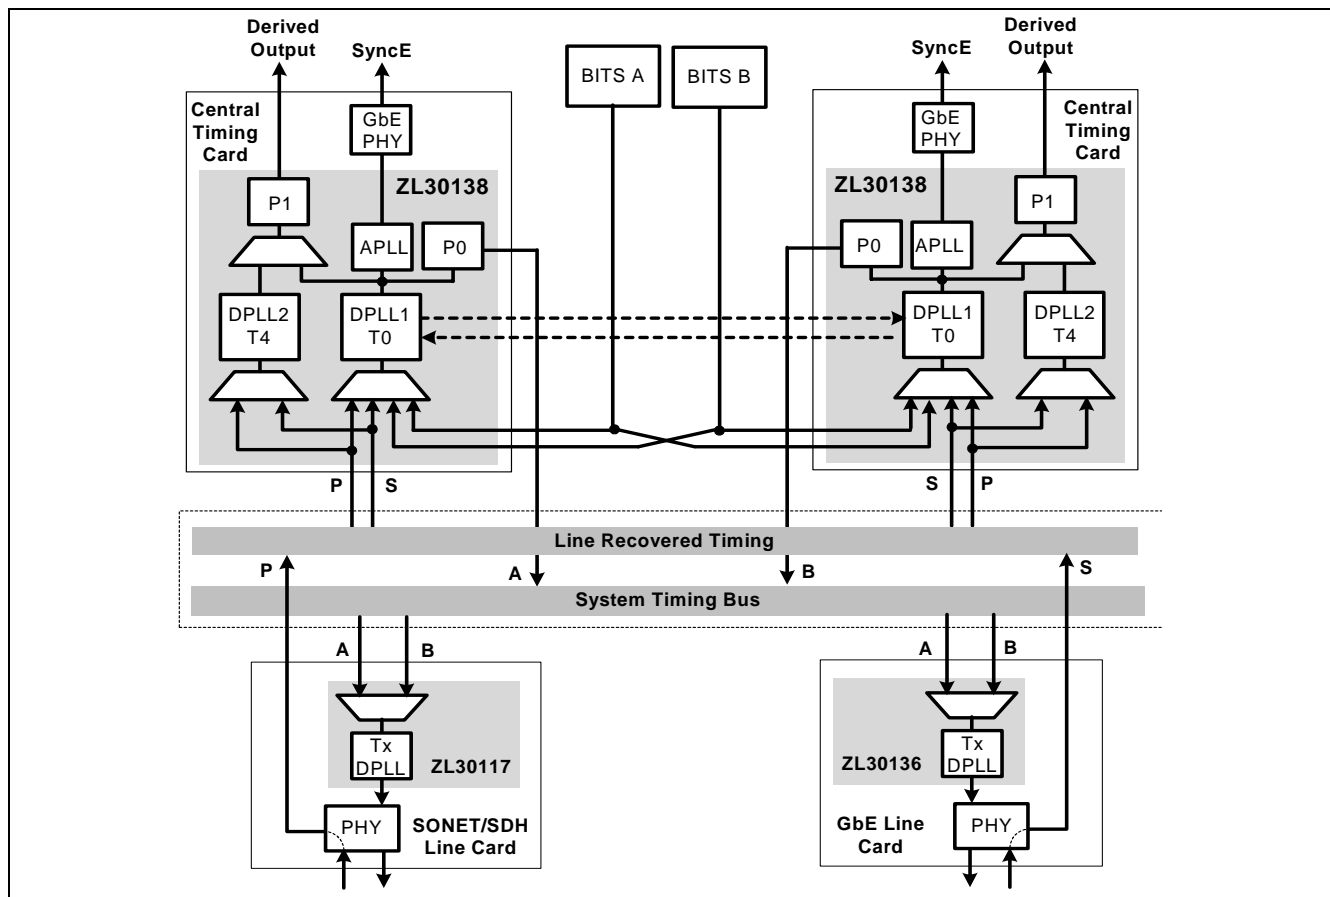 Derived
Output
SyncE
BITS A
BITS B
SyncE
Derived
Output
Central
Timing
Card
GbE
PHY
ZL30138
P1
APLL
P0
DPLL2
T4
DPLL1
T0
P
S
GbE
PHY
Central
Timing
Card
ZL30138
P1
P0
APLL
DPLL1
T0
DPLL2
T4
S
P
Line Recovered Timing
P
A
B
S
System Timing Bus
A
B
Tx
DPLL
ZL30117
PHY
SONET/SDH
Line Card
A
B
Tx
DPLL
ZL30136
GbE Line
Card
PHY